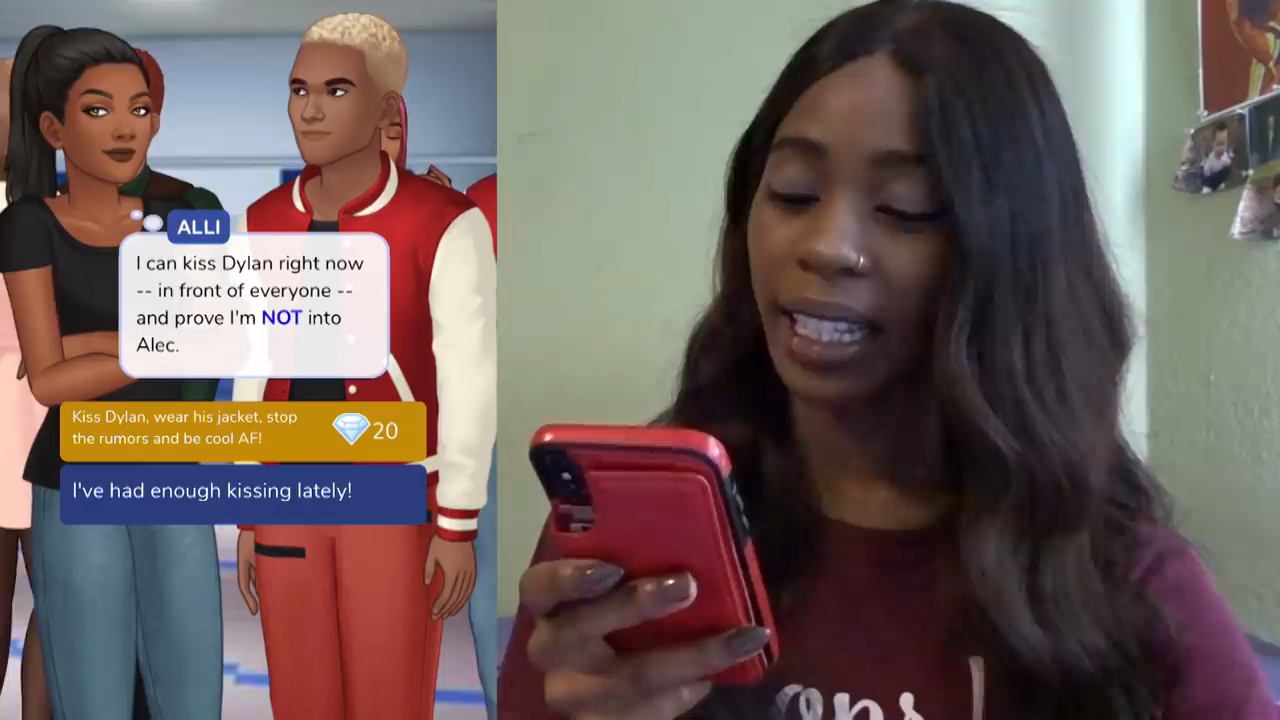 ALLI
I can kiss Dylan right now
-- in front of everyone --
and prove I'm NOT into
Alec.
Kiss Dylan, wear his jacket, stop
the rumors and be cool AF!
20
I've had enough kissing lately!